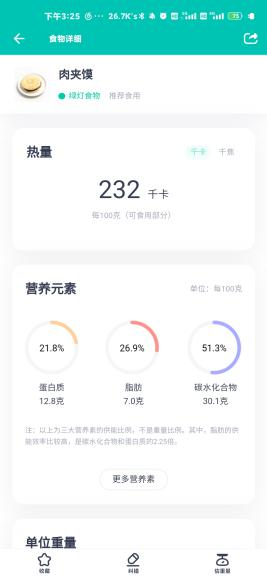 下午3:25
26.7K/s
75
食物详细
肉夹馍
绿灯食物 推荐食用
热量
千卡 千焦
232 千卡
每100克（可食用部分）
营养元素
单位：每100克
21.8% 26.9% 51.3%
蛋白质 脂肪 碳水化合物
12.8克 7.0克 30.1克
注：以上为三大营养素的供能比例，不是重量比例。其中，脂肪的供
能效率比较高，是碳水化合物和蛋白质的2.25倍。
更多营养素
单位重量
收藏 纠错 估重量